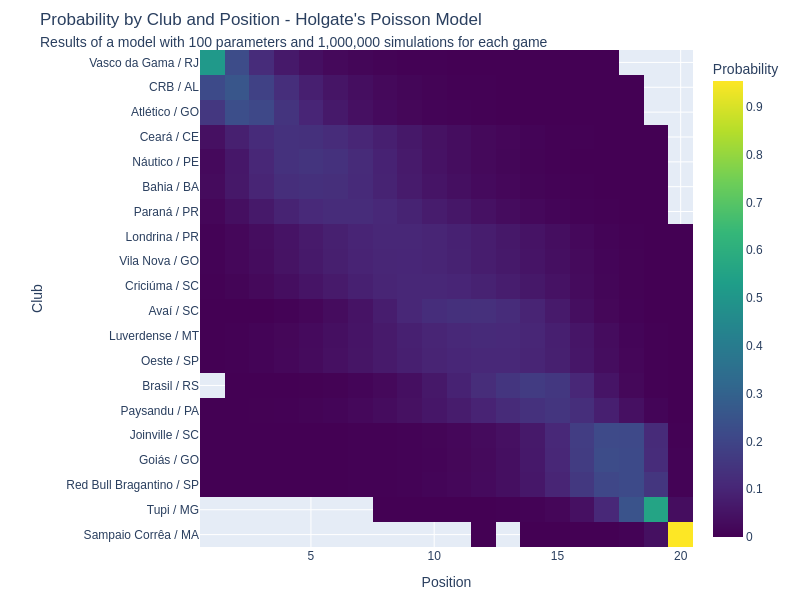 Probability by Club and Position - Holgate's Poisson Model
Results of a model with 100 parameters and 1,000,000 simulations for each game
Probability
Vasco da Gama / RJ
CRB / AL
Atlético / GO
Ceará / CE
Náutico / PE
Bahia / BA
Paraná / PR
Londrina / PR
Vila Nova / GO
Criciúma / SC
Avaí / SC
Luverdense / MT
Oeste / SP
Brasil / RS
Paysandu / PA
Joinville / SC
Goiás / GO
Red Bull Bragantino / SP
Tupi / MG
Sampaio Corrêa / MA
Club
5
10
15
20
Position
0.9
0.8
0.7
0.6
0.5
0.4
0.3
0.2
0.1
0